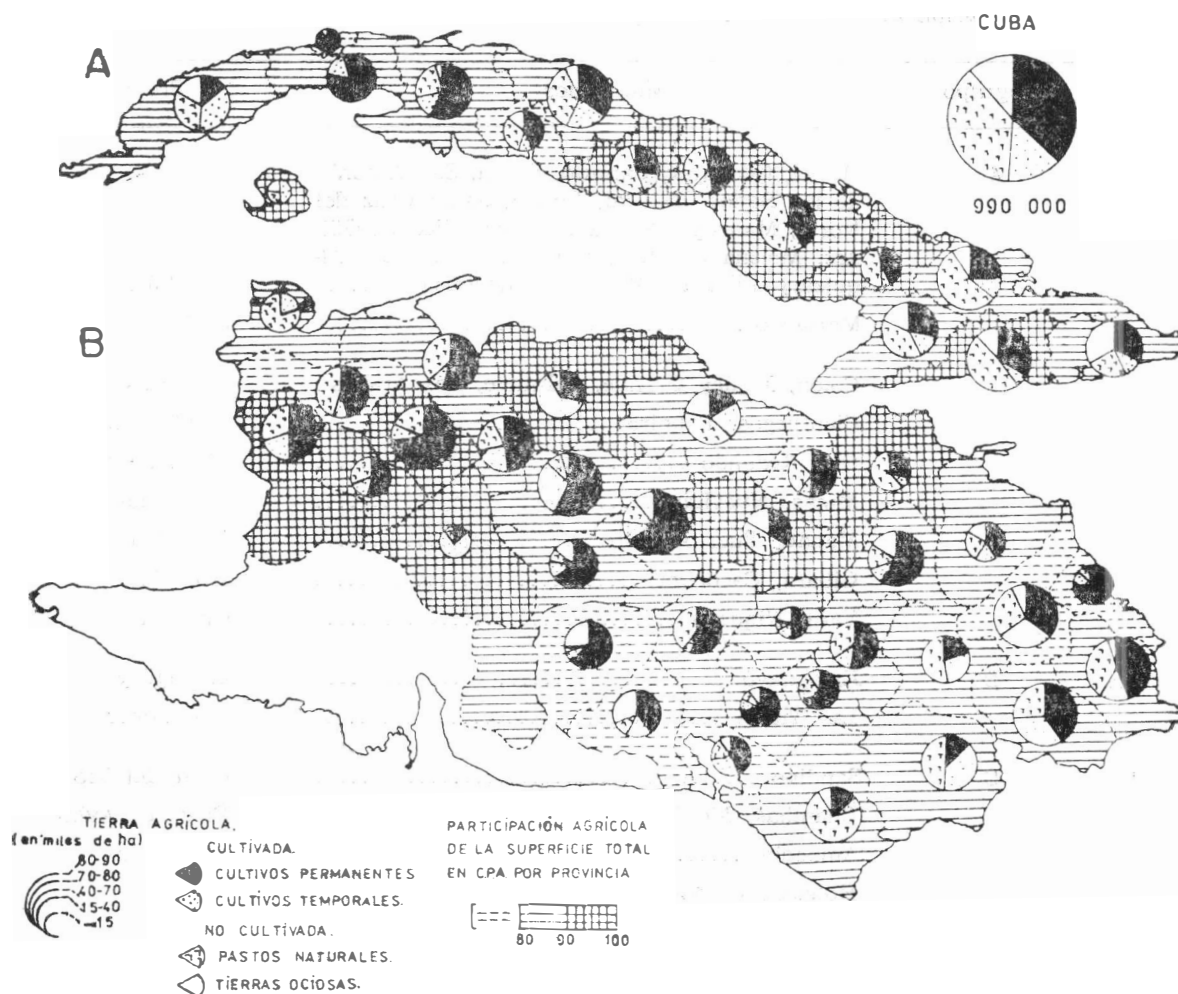 CUBA
A
990 000
B
TIERRA AGRÍCOLA.
(en miles de ha)
80-90
70-80
40-70
15-40
15
CULTIVADA.
CULTIVOS PERMANENTES
CULTIVOS TEMPORALES.
NO CULTIVADA.
PASTOS NATURALES.
TIERRAS OCIOSAS.
PARTICIPACIÓN AGRÍCOLA
DE LA SUPERFICIE TOTAL
EN CPA POR PROVINCIA
80 90 100